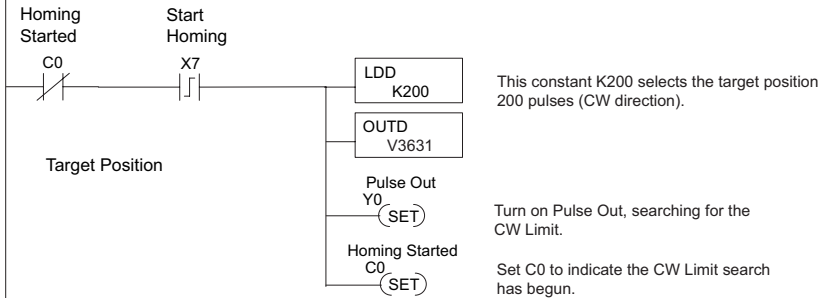 Homing
Started
Start
Homing
C0
X7
LDD
K200
This constant K200 selects the target position
200 pulses (CW direction).
OUTD
V3631
Target Position
Pulse Out
Y0
SET
Turn on Pulse Out, searching for the
CW Limit.
Homing Started
C0
SET
Set C0 to indicate the CW Limit search
has begun.